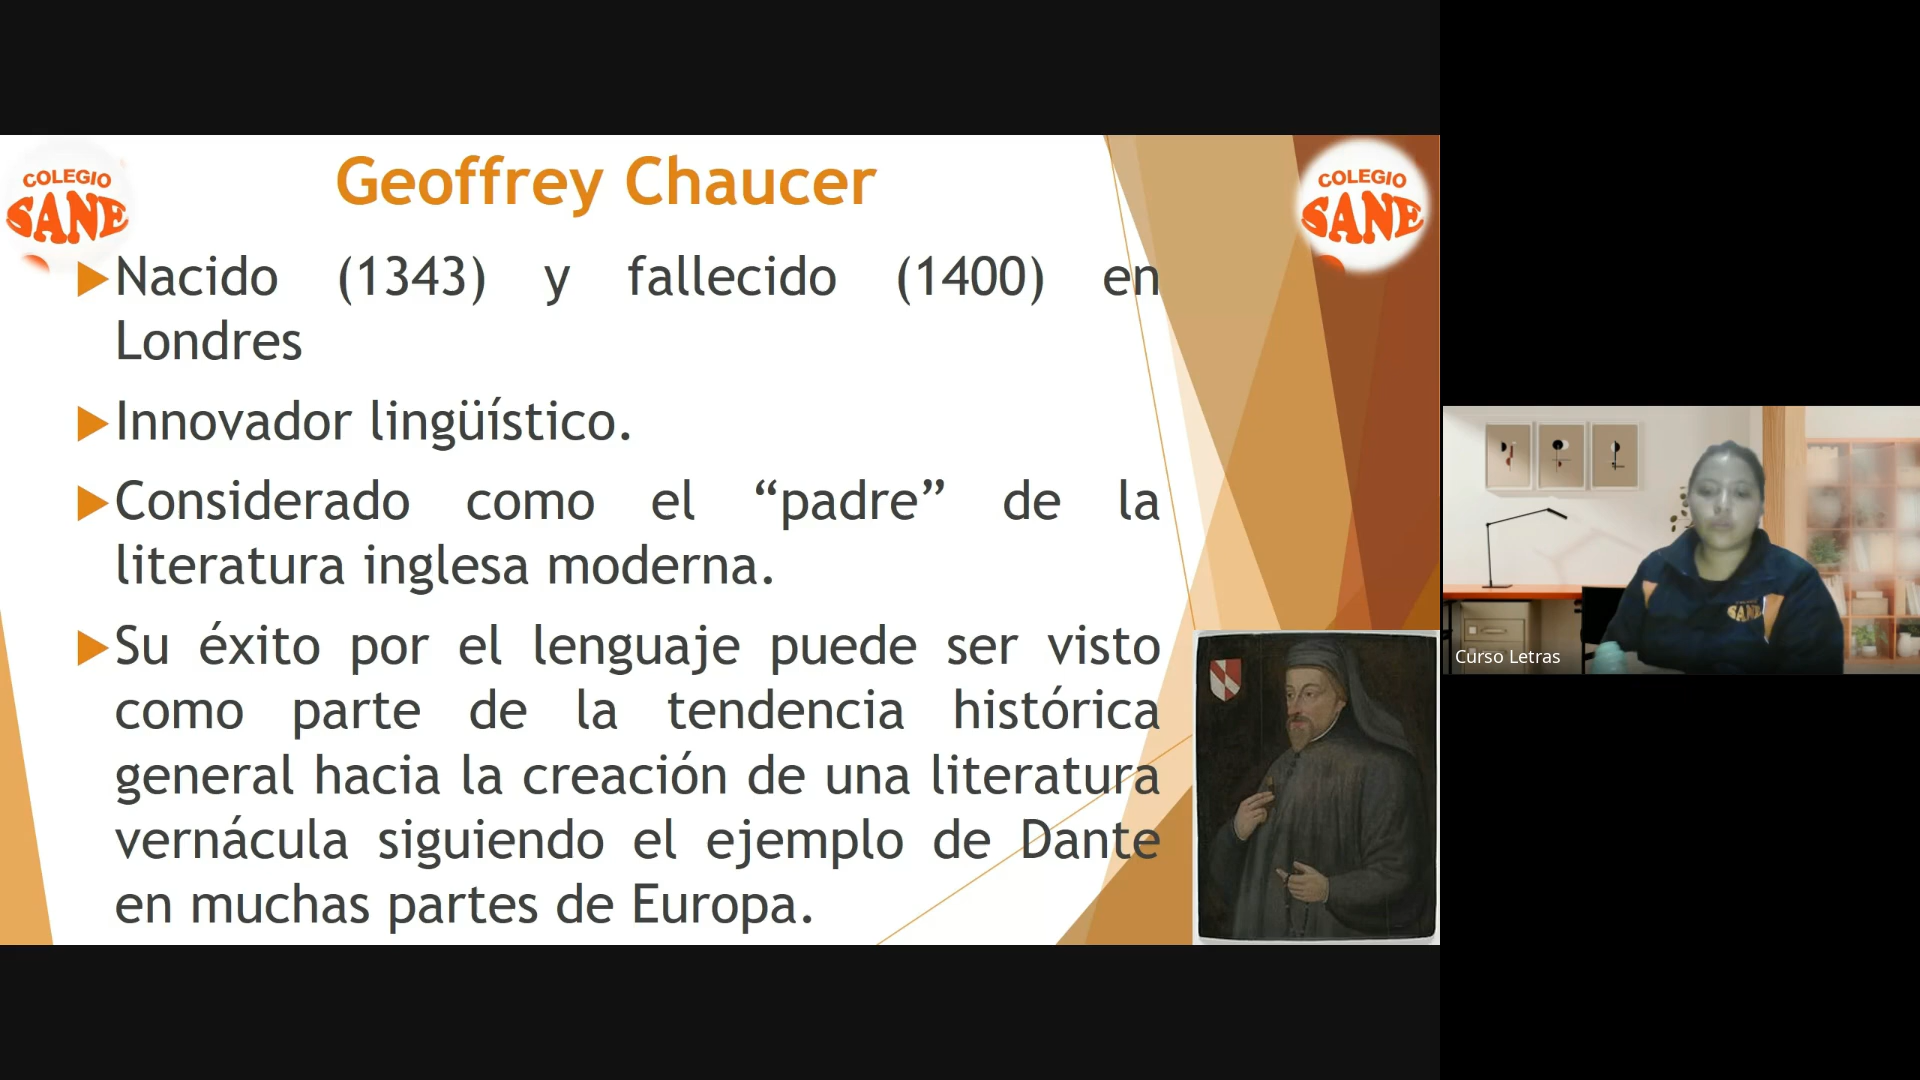 COLEGIO
SANE
Geoffrey Chaucer
COLEGIO
SANE
Nacido (1343) y fallecido (1400) en
Londres
Innovador lingüístico.
Considerado como el “padre” de la
literatura inglesa moderna.
Su éxito por el lenguaje puede ser visto
como parte de la tendencia histórica
general hacia la creación de una literatura
vernácula siguiendo el ejemplo de Dante
en muchas partes de Europa.
SANE
Curso Letras